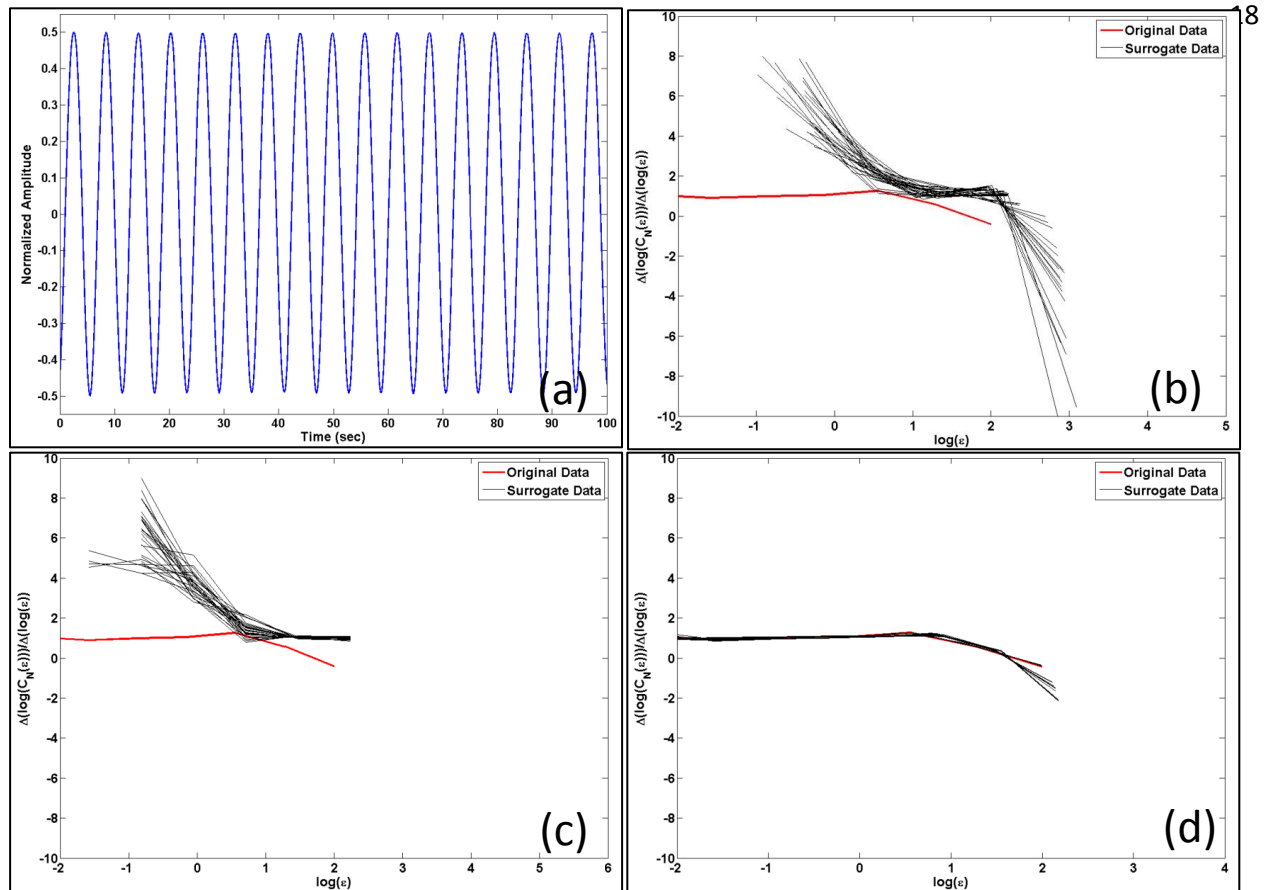 18
0.5
0.4
0.3
0.2
0.1
0
-0.1
-0.2
-0.3
-0.4
-0.5
Normalized Amplitude
0 10 20 30 40 50 60 70 80 90 100
Time (sec)
(a)
10
8
6
4
2
0
-2
-4
-6
-8
-10
Δ(log(C_N(ε)))/Δ(log(ε))
Original Data
Surrogate Data
-2 -1 0 1 2 3 4 5
log(ε)
(b)
10
8
6
4
2
0
-2
-4
-6
-8
-10
Δ(log(C_N(ε)))/Δ(log(ε))
Original Data
Surrogate Data
-2 -1 0 1 2 3 4 5 6
log(ε)
(c)
10
8
6
4
2
0
-2
-4
-6
-8
-10
Δ(log(C_N(ε)))/Δ(log(ε))
Original Data
Surrogate Data
-2 -1 0 1 2 3 4
log(ε)
(d)